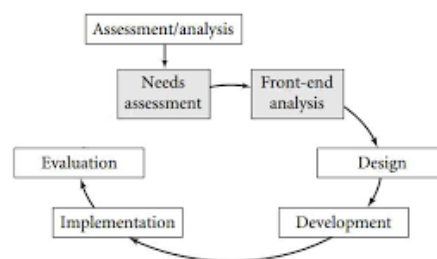 Assessment/analysis
Needs
assessment
Front-end
analysis
Design
Development
Implementation
Evaluation